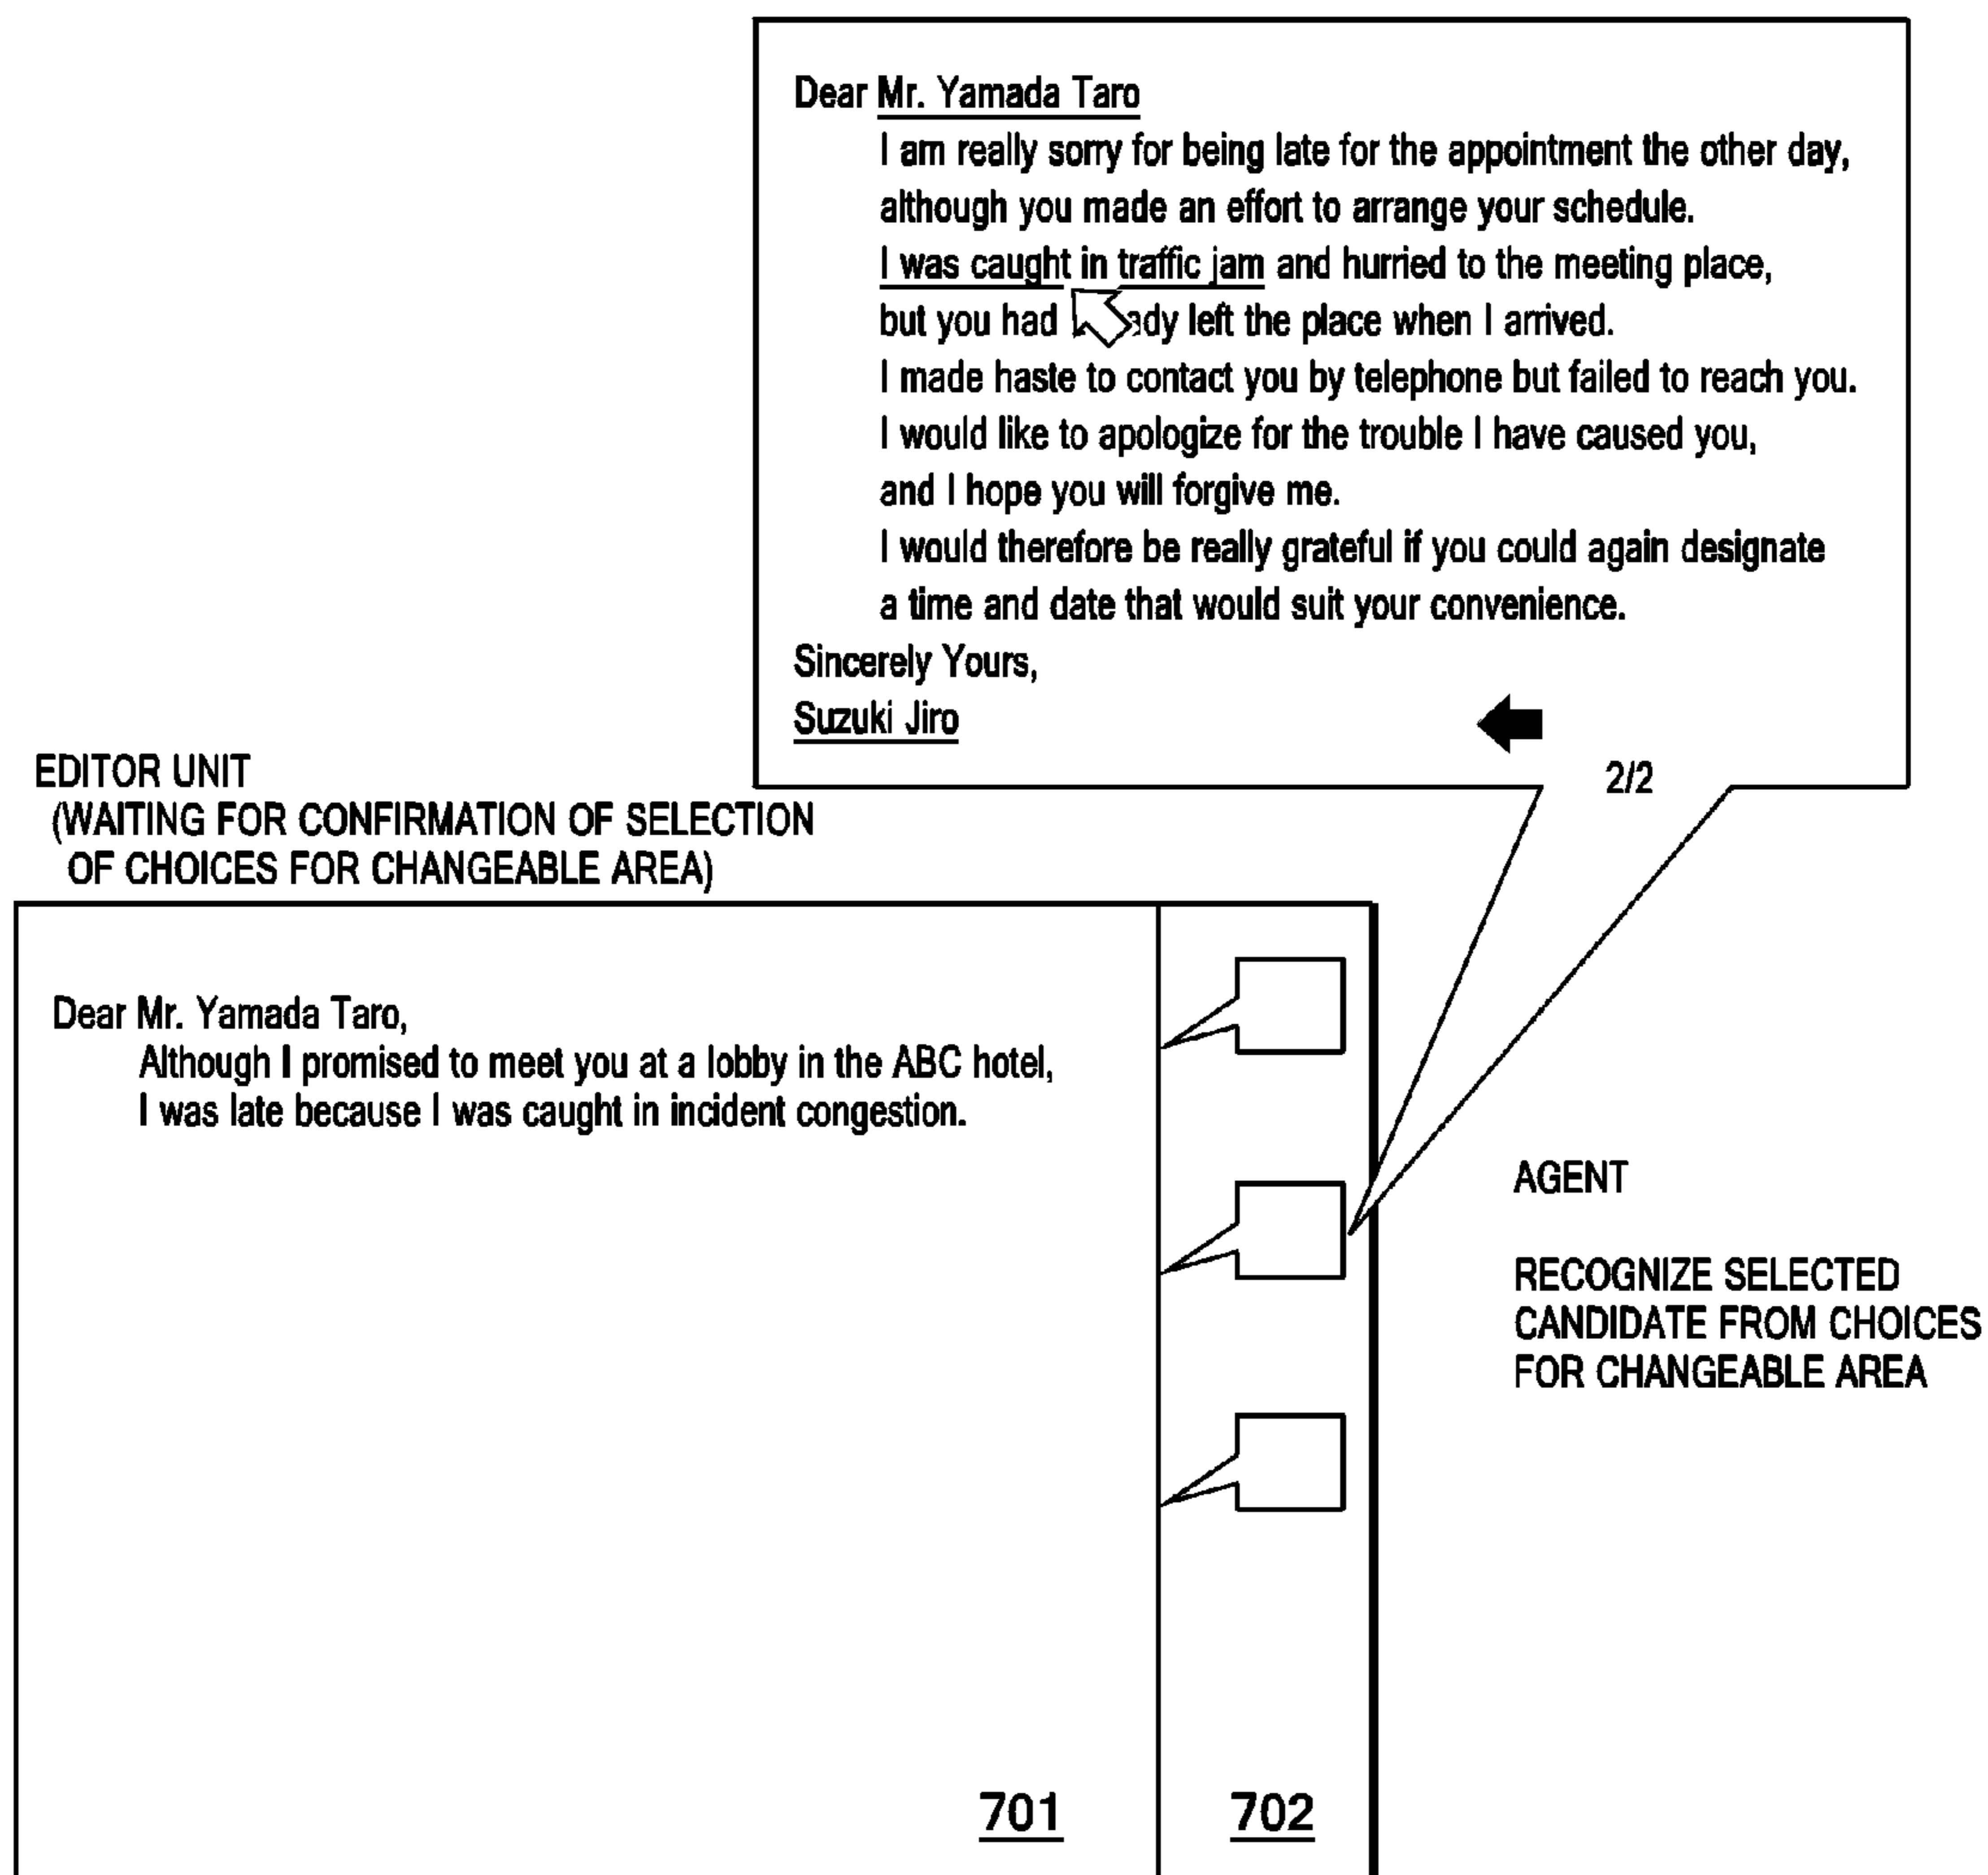 Dear Mr. Yamada Taro
I am really sorry for being late for the appointment the other day,
although you made an effort to arrange your schedule.
I was caught in traffic jam and hurried to the meeting place,
but you had ady left the place when I arrived.
I made haste to contact you by telephone but failed to reach you.
I would like to apologize for the trouble I have caused you,
and I hope you will forgive me.
I would therefore be really grateful if you could again designate
a time and date that would suit your convenience.
Sincerely Yours,
Suzuki Jiro
2/2
EDITOR UNIT
(WAITING FOR CONFIRMATION OF SELECTION
OF CHOICES FOR CHANGEABLE AREA)
Dear Mr. Yamada Taro,
Although I promised to meet you at a lobby in the ABC hotel,
I was late because I was caught in incident congestion.
AGENT
RECOGNIZE SELECTED
CANDIDATE FROM CHOICES
FOR CHANGEABLE AREA
701
702